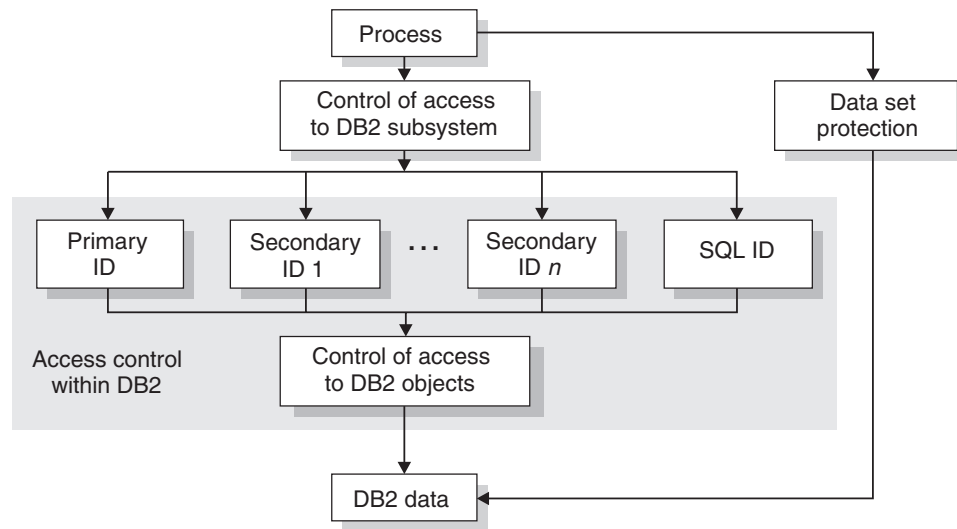 Process
Control of access
to DB2 subsystem
Data set
protection
Primary
ID
Secondary
ID 1
...
Secondary
ID n
SQL ID
Access control
within DB2
Control of access
to DB2 objects
DB2 data